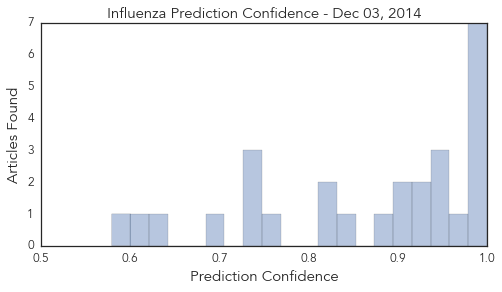 Influenza Prediction Confidence - Dec 03, 2014
7
6
5
4
3
2
1
0
Articles Found
0.5 0.6 0.7 0.8 0.9 1.0
Prediction Confidence